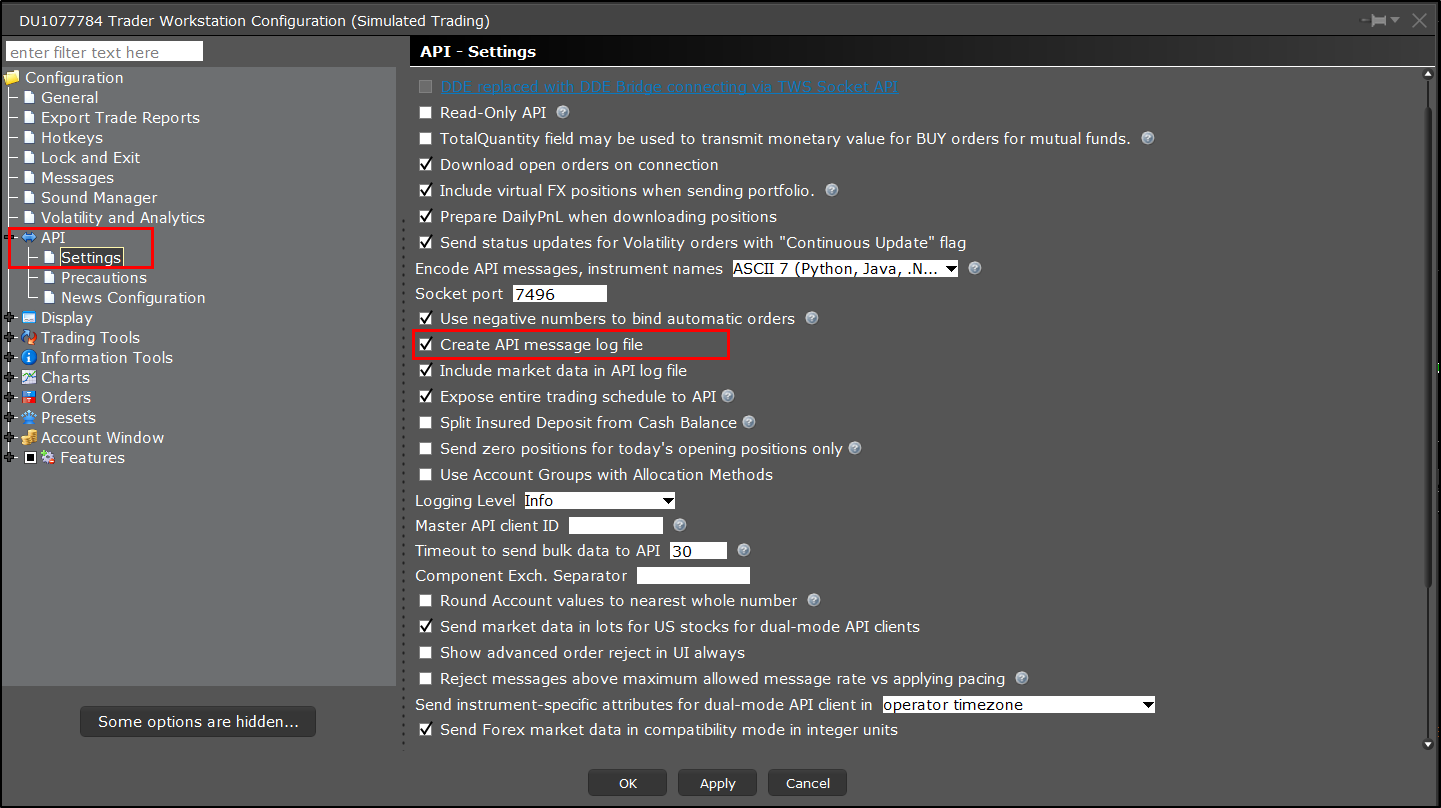 DU1077784 Trader Workstation Configuration (Simulated Trading)
enter filter text here
Configuration
General
Export Trade Reports
Hotkeys
Lock and Exit
Messages
Sound Manager
Volatility and Analytics
API
Settings
Precautions
News Configuration
Display
Trading Tools
Information Tools
Charts
Orders
Presets
Account Window
Features
Some options are hidden...
API - Settings
DDE replaced with DDE Bridge connecting via TWS Socket API
Read-Only API
TotalQuantity field may be used to transmit monetary value for BUY orders for mutual funds.
Download open orders on connection
Include virtual FX positions when sending portfolio.
Prepare DailyPnL when downloading positions
Send status updates for Volatility orders with "Continuous Update" flag
Encode API messages, instrument names ASCII 7 (Python, Java, .N...
Socket port 7496
Use negative numbers to bind automatic orders
Create API message log file
Include market data in API log file
Expose entire trading schedule to API
Split Insured Deposit from Cash Balance
Send zero positions for today's opening positions only
Use Account Groups with Allocation Methods
Logging Level Info
Master API client ID
Timeout to send bulk data to API 30
Component Exch. Separator
Round Account values to nearest whole number
Send market data in lots for US stocks for dual-mode API clients
Show advanced order reject in UI always
Reject messages above maximum allowed message rate vs applying pacing
Send instrument-specific attributes for dual-mode API client in operator timezone
Send Forex market data in compatibility mode in integer units
OK Apply Cancel